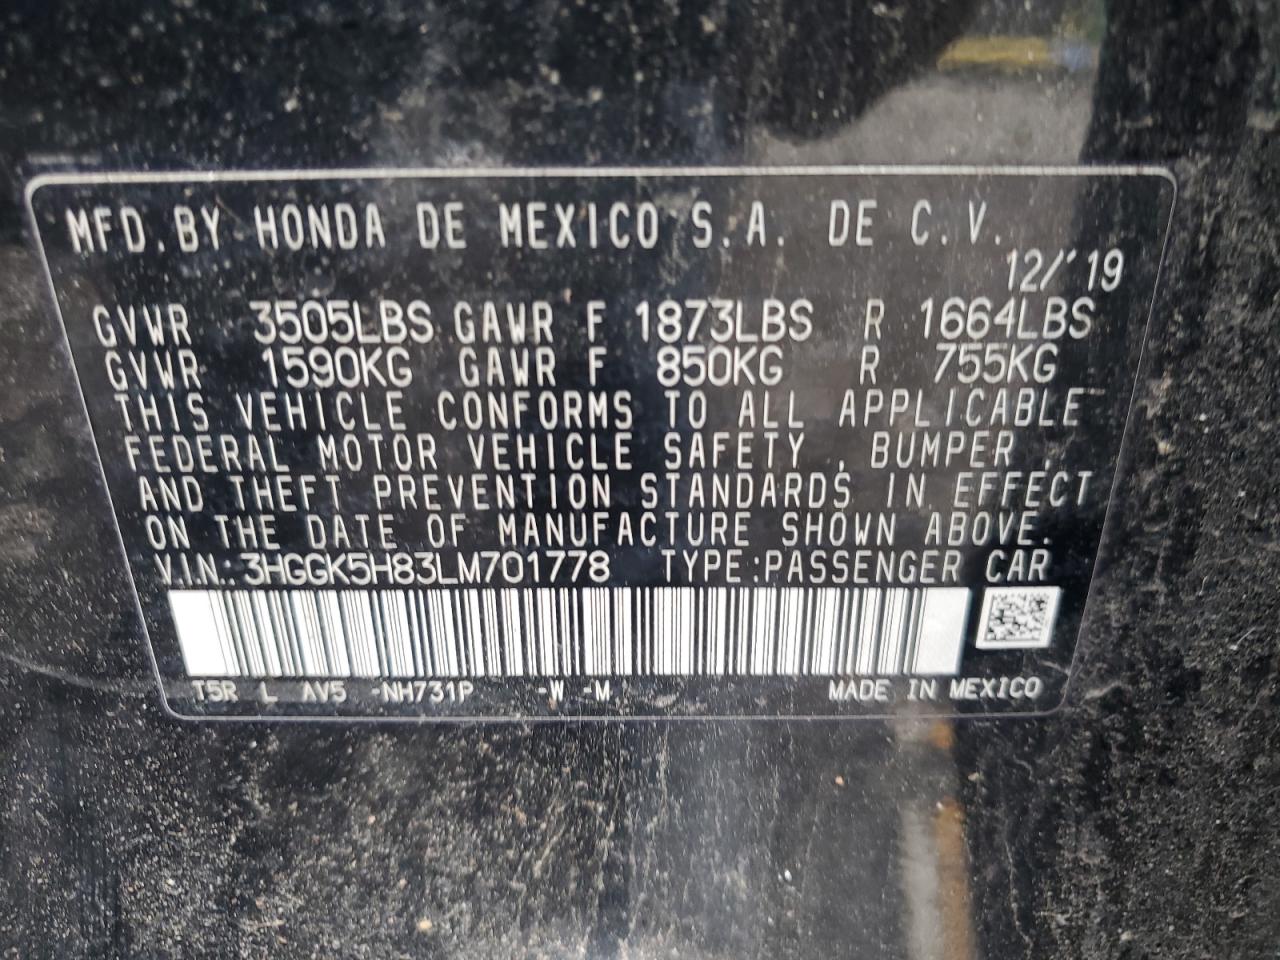 MFD. BY HONDA DE MEXICO S.A. DE C.V.
12/'19
GVWR 3505LBS GAWR F 1873LBS R 1664LBS
GVWR 1590KG GAWR F 850KG R 755KG
THIS VEHICLE CONFORMS TO ALL APPLICABLE
FEDERAL MOTOR VEHICLE SAFETY, BUMPER,
AND THEFT PREVENTION STANDARDS IN EFFECT
ON THE DATE OF MANUFACTURE SHOWN ABOVE.
V.I.N.: 3HGGK5H83LM701778 TYPE:PASSENGER CAR
T5R L AV5 -NH731P -W -M MADE IN MEXICO